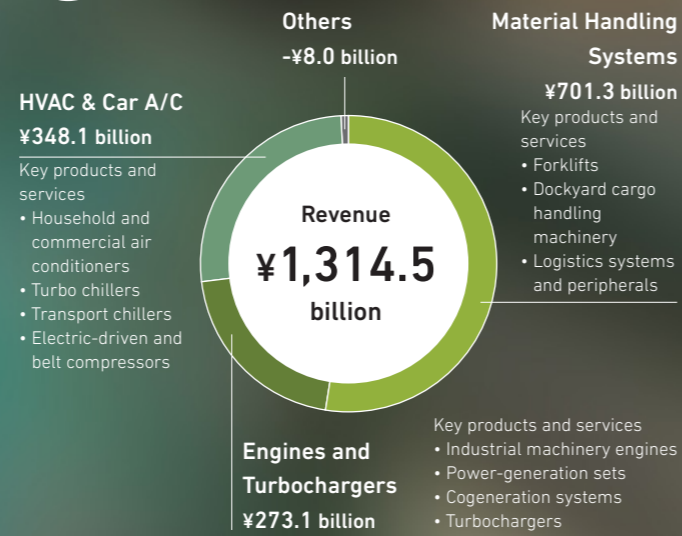 Others
-¥8.0 billion
Material Handling
Systems
¥701.3 billion
Key products and
services
• Forklifts
• Dockyard cargo
handling
machinery
• Logistics systems
and peripherals
HVAC & Car A/C
¥348.1 billion
Key products and
services
• Household and
commercial air
conditioners
• Turbo chillers
• Transport chillers
• Electric-driven and
belt compressors
Revenue
¥1,314.5
billion
Engines and
Turbochargers
¥273.1 billion
Key products and services
• Industrial machinery engines
• Power-generation sets
• Cogeneration systems
• Turbochargers